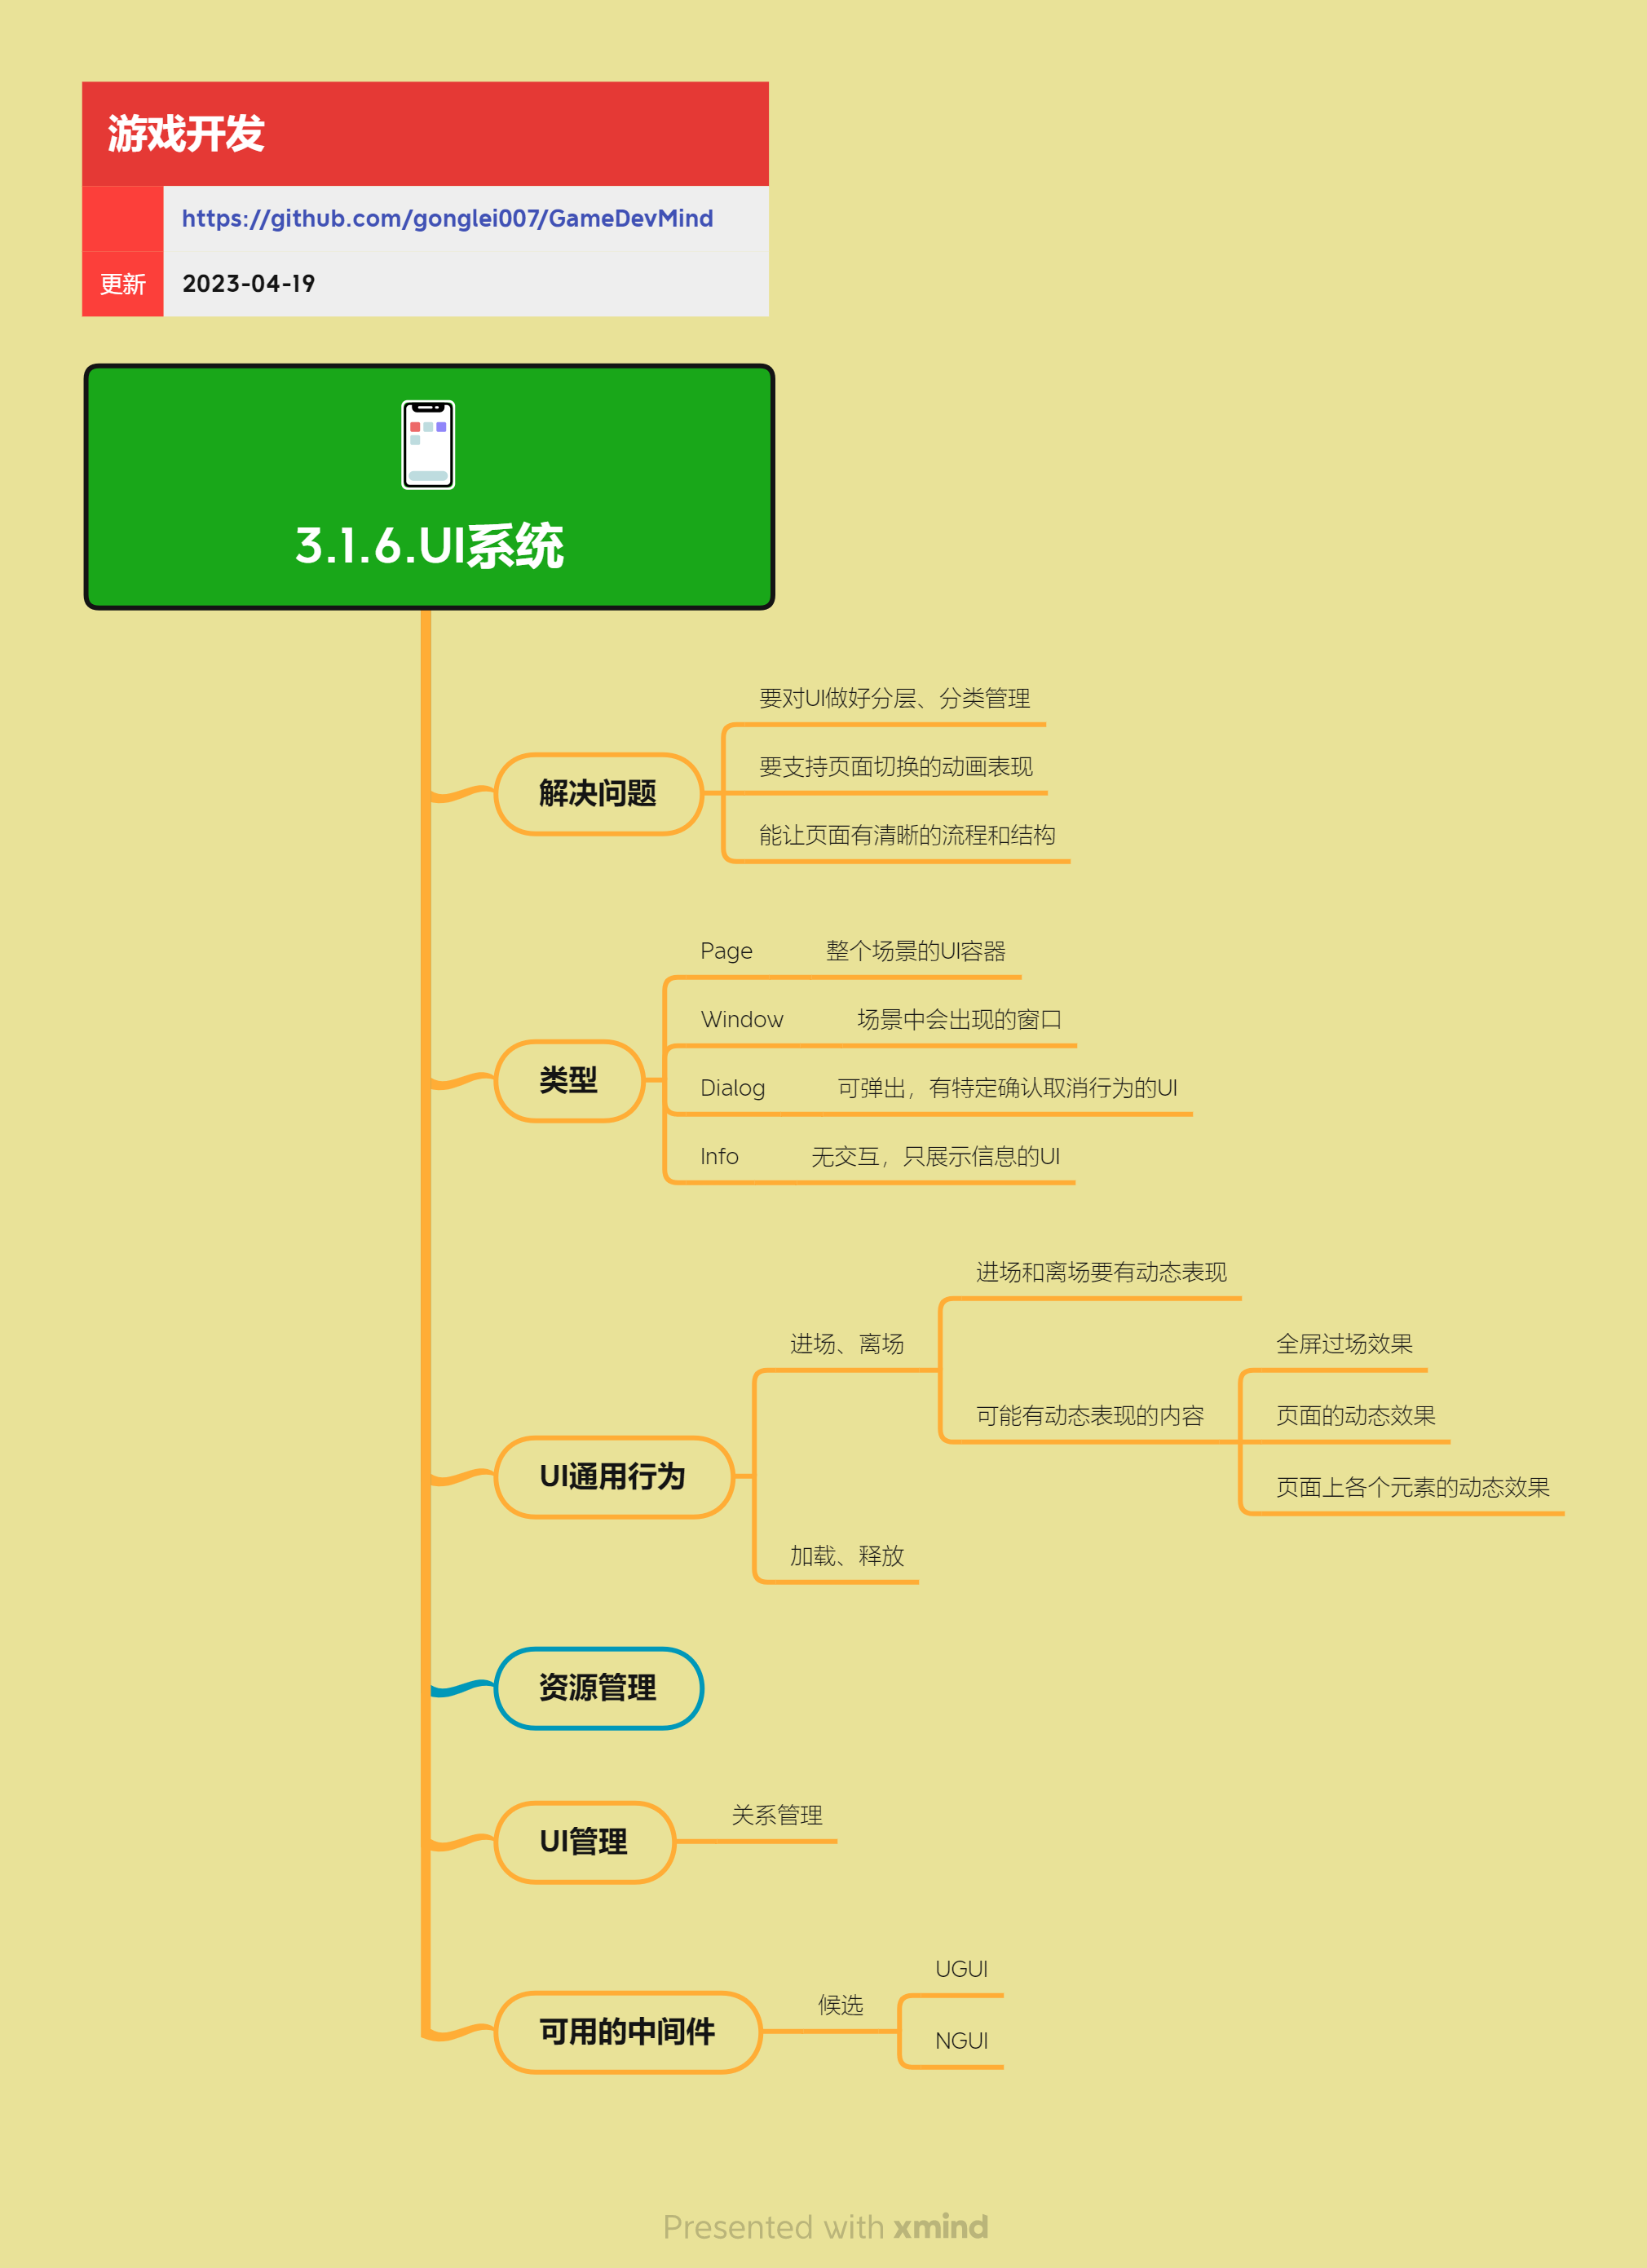 游戏开发
https://github.com/gonglei007/GameDevMind
更新 2023-04-19
3.1.6.UI系统
解决问题
要对UI做好分层、分类管理
要支持页面切换的动画表现
能让页面有清晰的流程和结构
类型
Page 整个场景的UI容器
Window 场景中会出现的窗口
Dialog 可弹出，有特定确认取消行为的UI
Info 无交互，只展示信息的UI
UI通用行为
进场、离场
进场和离场要有动态表现
可能有动态表现的内容
全屏过场效果
页面的动态效果
页面上各个元素的动态效果
加载、释放
资源管理
UI管理
关系管理
可用的中间件
候选
UGUI
NGUI
Presented with xmind